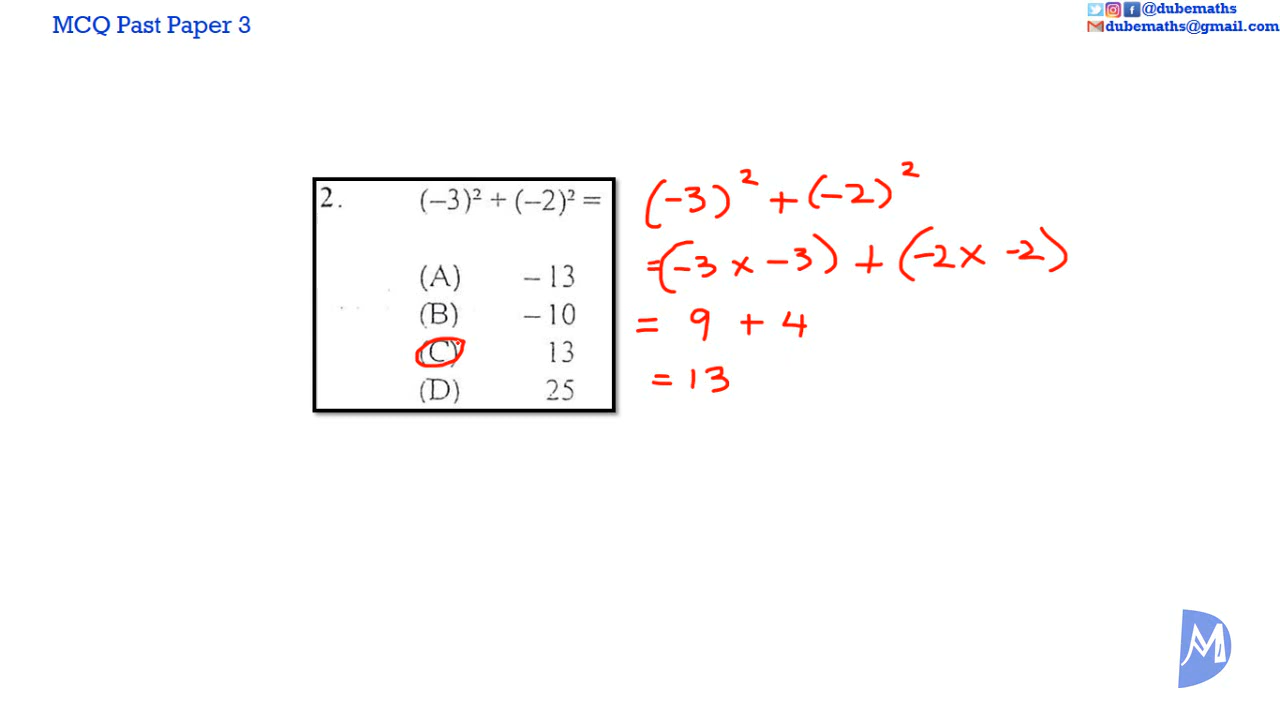 MCQ Past Paper 3
@dubemaths
dubemaths@gmail.com
2. (−3)² + (−2)² =
(A) − 13
(B) − 10
(C) 13
(D) 25
(-3)² + (-2)²
= (-3 x -3) + (-2 x -2)
= 9 + 4
= 13
DM